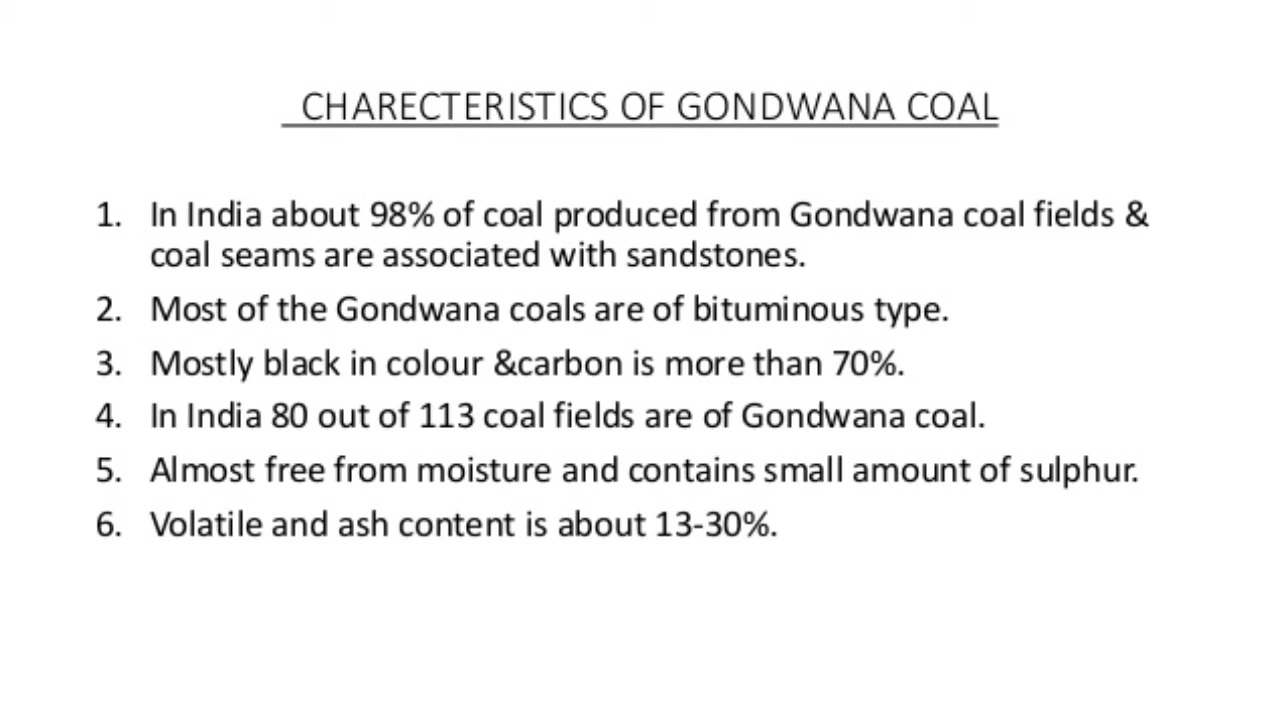 CHARECTERISTICS OF GONDWANA COAL
1. In India about 98% of coal produced from Gondwana coal fields &
coal seams are associated with sandstones.
2. Most of the Gondwana coals are of bituminous type.
3. Mostly black in colour &carbon is more than 70%.
4. In India 80 out of 113 coal fields are of Gondwana coal.
5. Almost free from moisture and contains small amount of sulphur.
6. Volatile and ash content is about 13-30%.